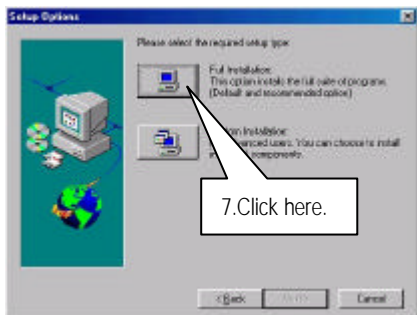 Setup Options
Please select the required setup type:
Full Installation:
This option installs the full suite of programs.
(Default and recommended option)
Installation:
users. You can choose to install
components.
7.Click here.
<Back
Cancel